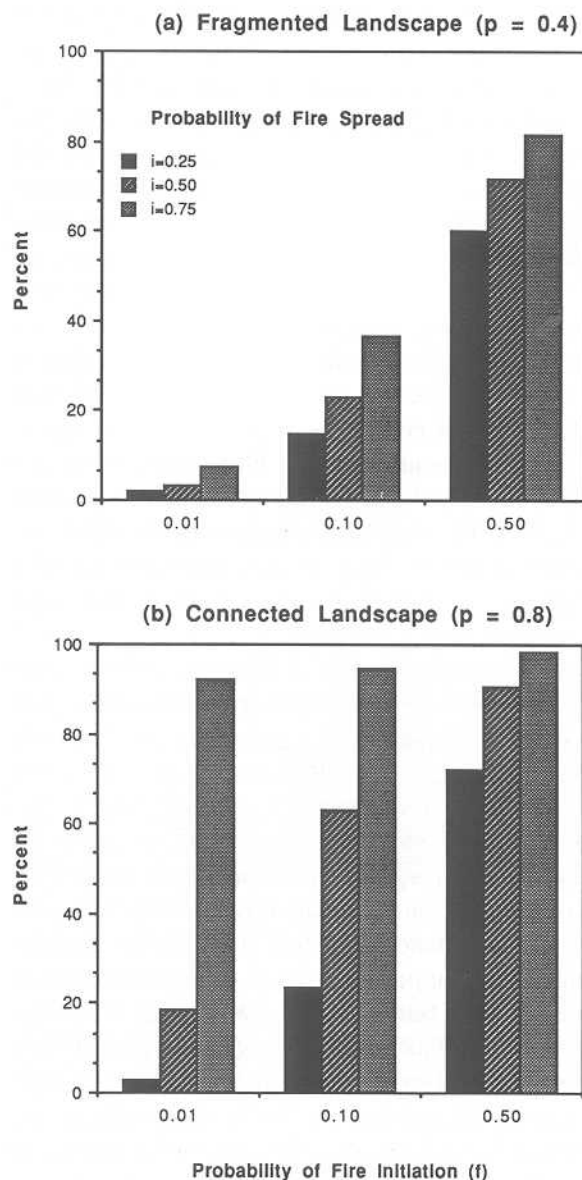 (a) Fragmented Landscape (p = 0.4)
100
80
60
40
20
0
Percent
Probability of Fire Spread
i=0.25
i=0.50
i=0.75
0.01 0.10 0.50
(b) Connected Landscape (p = 0.8)
100
80
60
40
20
0
Percent
0.01 0.10 0.50
Probability of Fire Initiation (f)